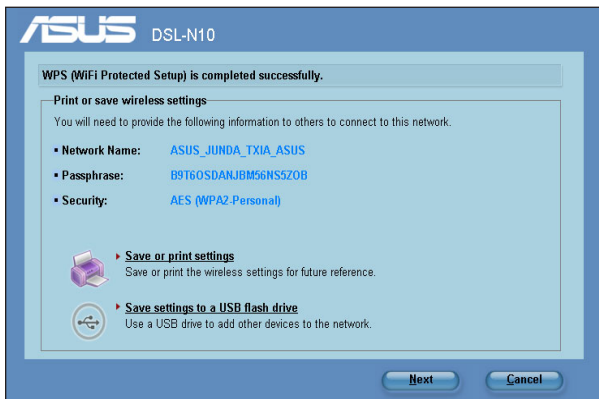 ASUS DSL-N10
WPS (WiFi Protected Setup) is completed successfully.
Print or save wireless settings
You will need to provide the following information to others to connect to this network.
Network Name: ASUS_JUNDA_TXIA_ASUS
Passphrase: B9T6OSDANJBM56NS5ZOB
Security: AES (WPA2-Personal)
Save or print settings
Save or print the wireless settings for future reference.
Save settings to a USB flash drive
Use a USB drive to add other devices to the network.
Next Cancel